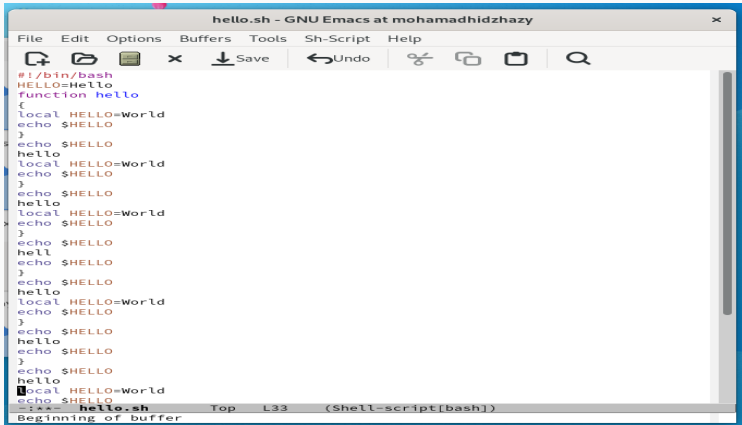 hello.sh - GNU Emacs at mohamadhidzhazy
File Edit Options Buffers Tools Sh-Script Help
Save Undo
#!/bin/bash
HELLO=Hello
function hello
{
local HELLO=World
echo $HELLO
}
echo $HELLO
hello
local HELLO=World
echo $HELLO
}
echo $HELLO
hello
local HELLO=World
echo $HELLO
}
echo $HELLO
hell
echo $HELLO
}
echo $HELLO
hello
local HELLO=World
echo $HELLO
}
echo $HELLO
hello
echo $HELLO
}
echo $HELLO
hello
local HELLO=World
echo $HELLO
-:**- hello.sh Top L33 (Shell-script[bash])
Beginning of buffer